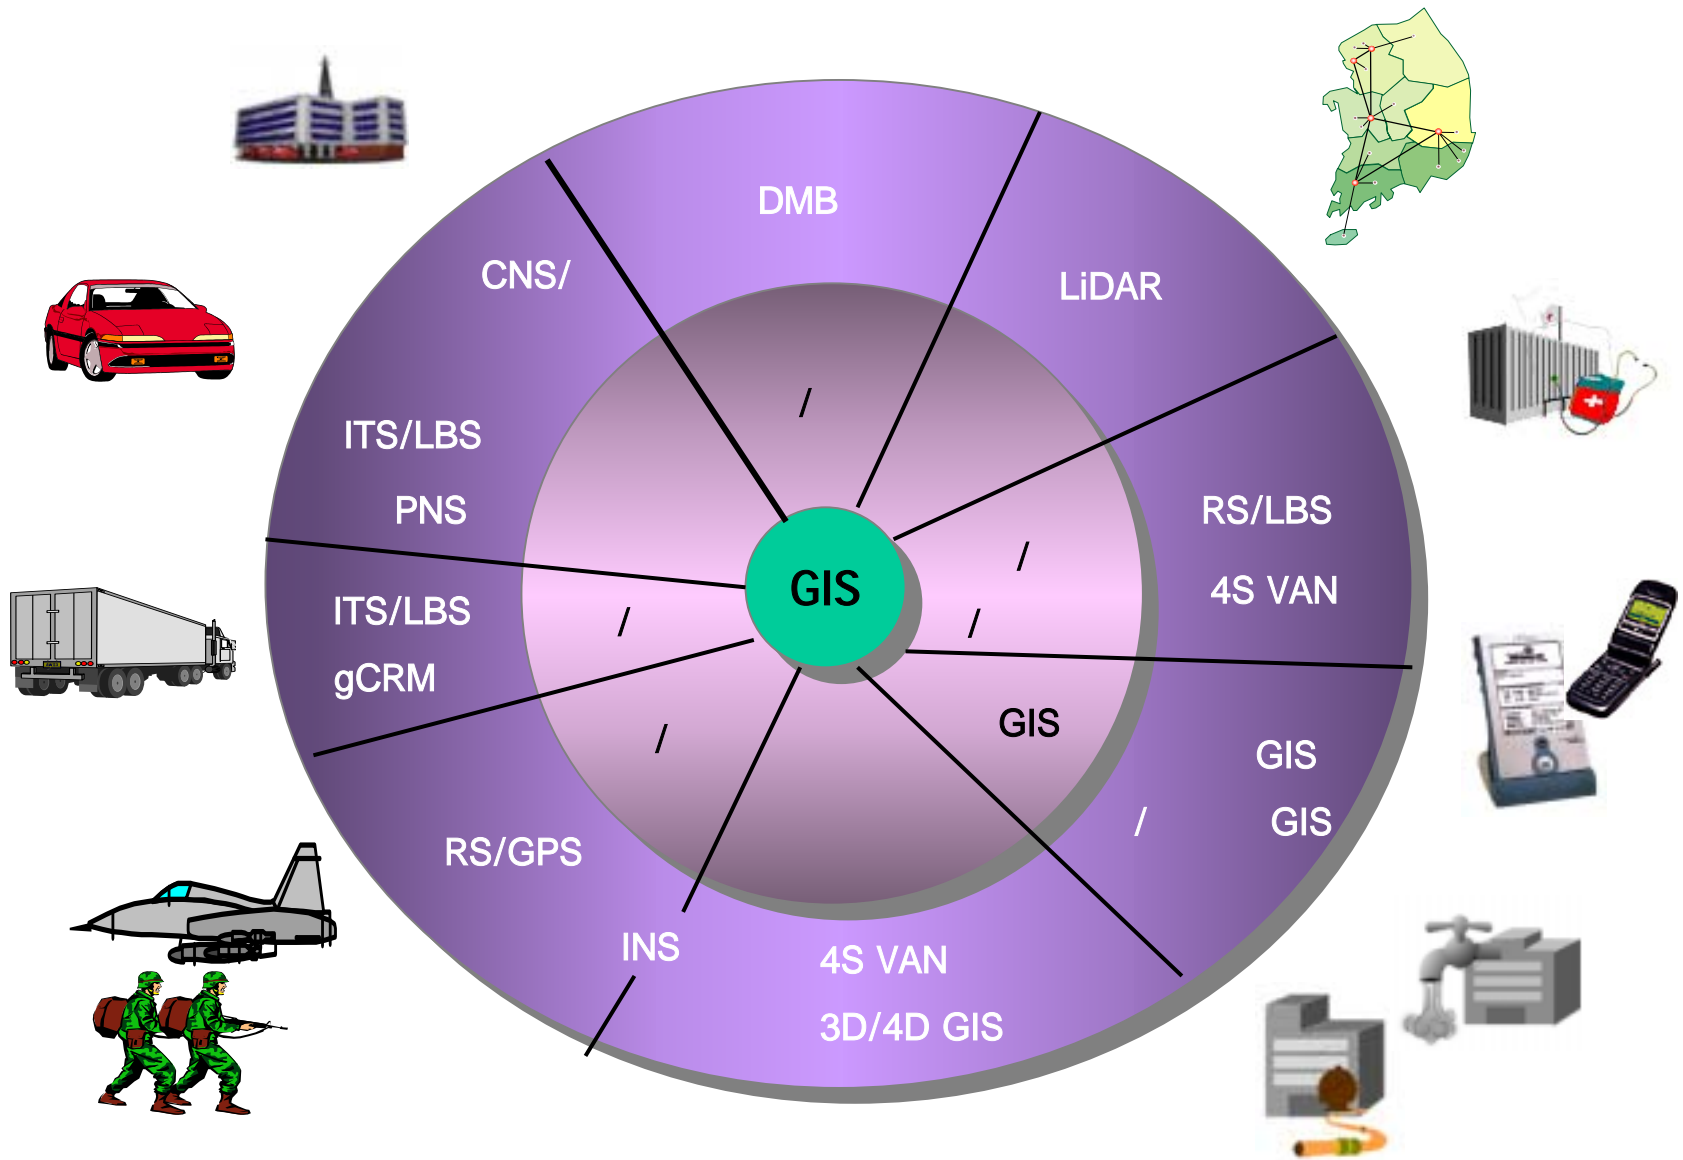 DMB
CNS/
LiDAR
/
ITS/LBS
PNS
RS/LBS
/
4S VAN
GIS
ITS/LBS
/
/
gCRM
GIS
/
GIS
/
GIS
RS/GPS
INS
4S VAN
3D/4D GIS